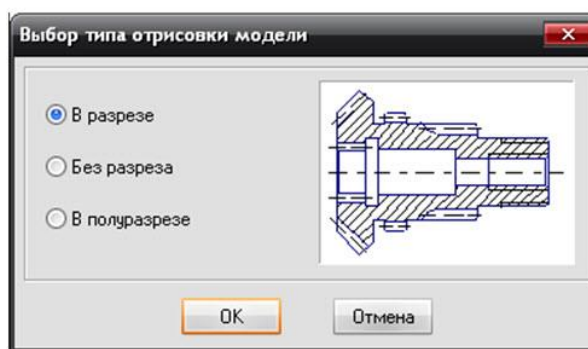 Выбор типа отрисовки модели
В разрезе
Без разреза
В полуразрезе
OK
Отмена